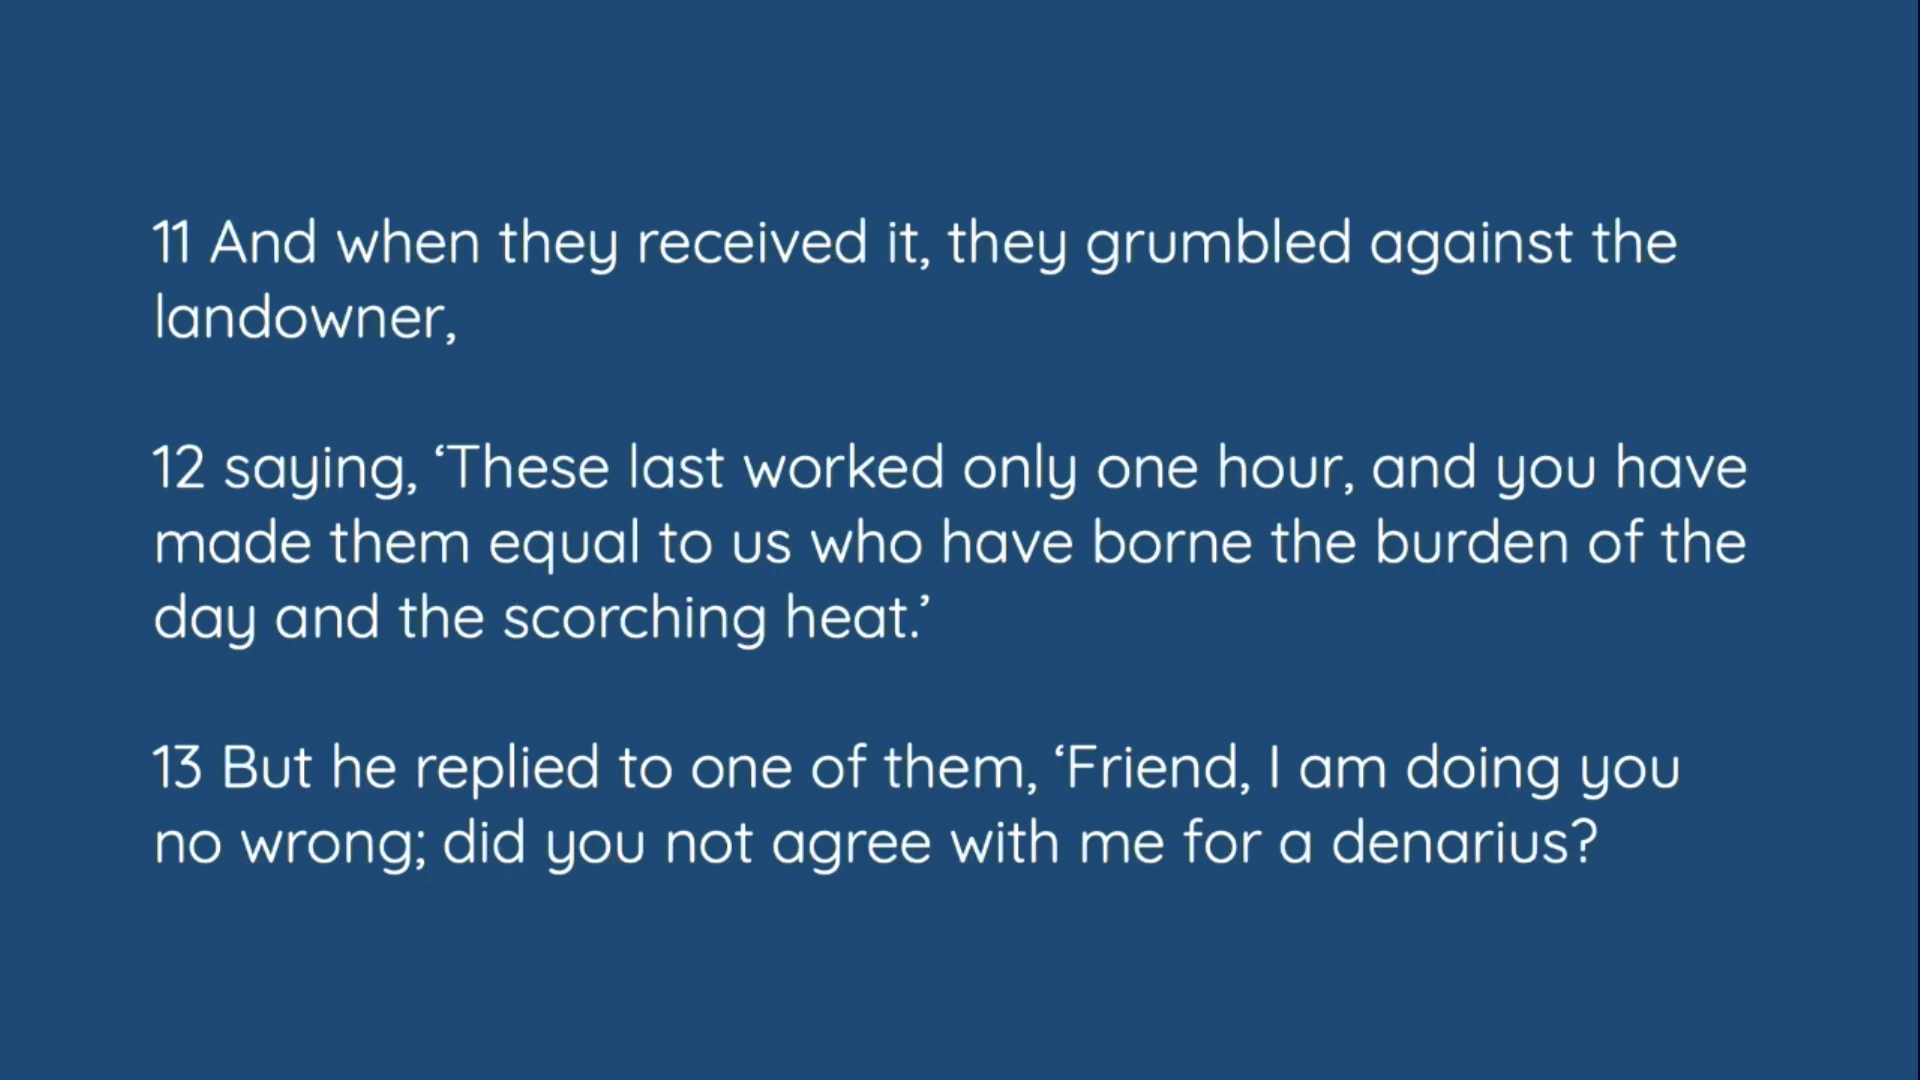 11 And when they received it, they grumbled against the
landowner,
12 saying, ‘These last worked only one hour, and you have
made them equal to us who have borne the burden of the
day and the scorching heat.’
13 But he replied to one of them, ‘Friend, I am doing you
no wrong; did you not agree with me for a denarius?